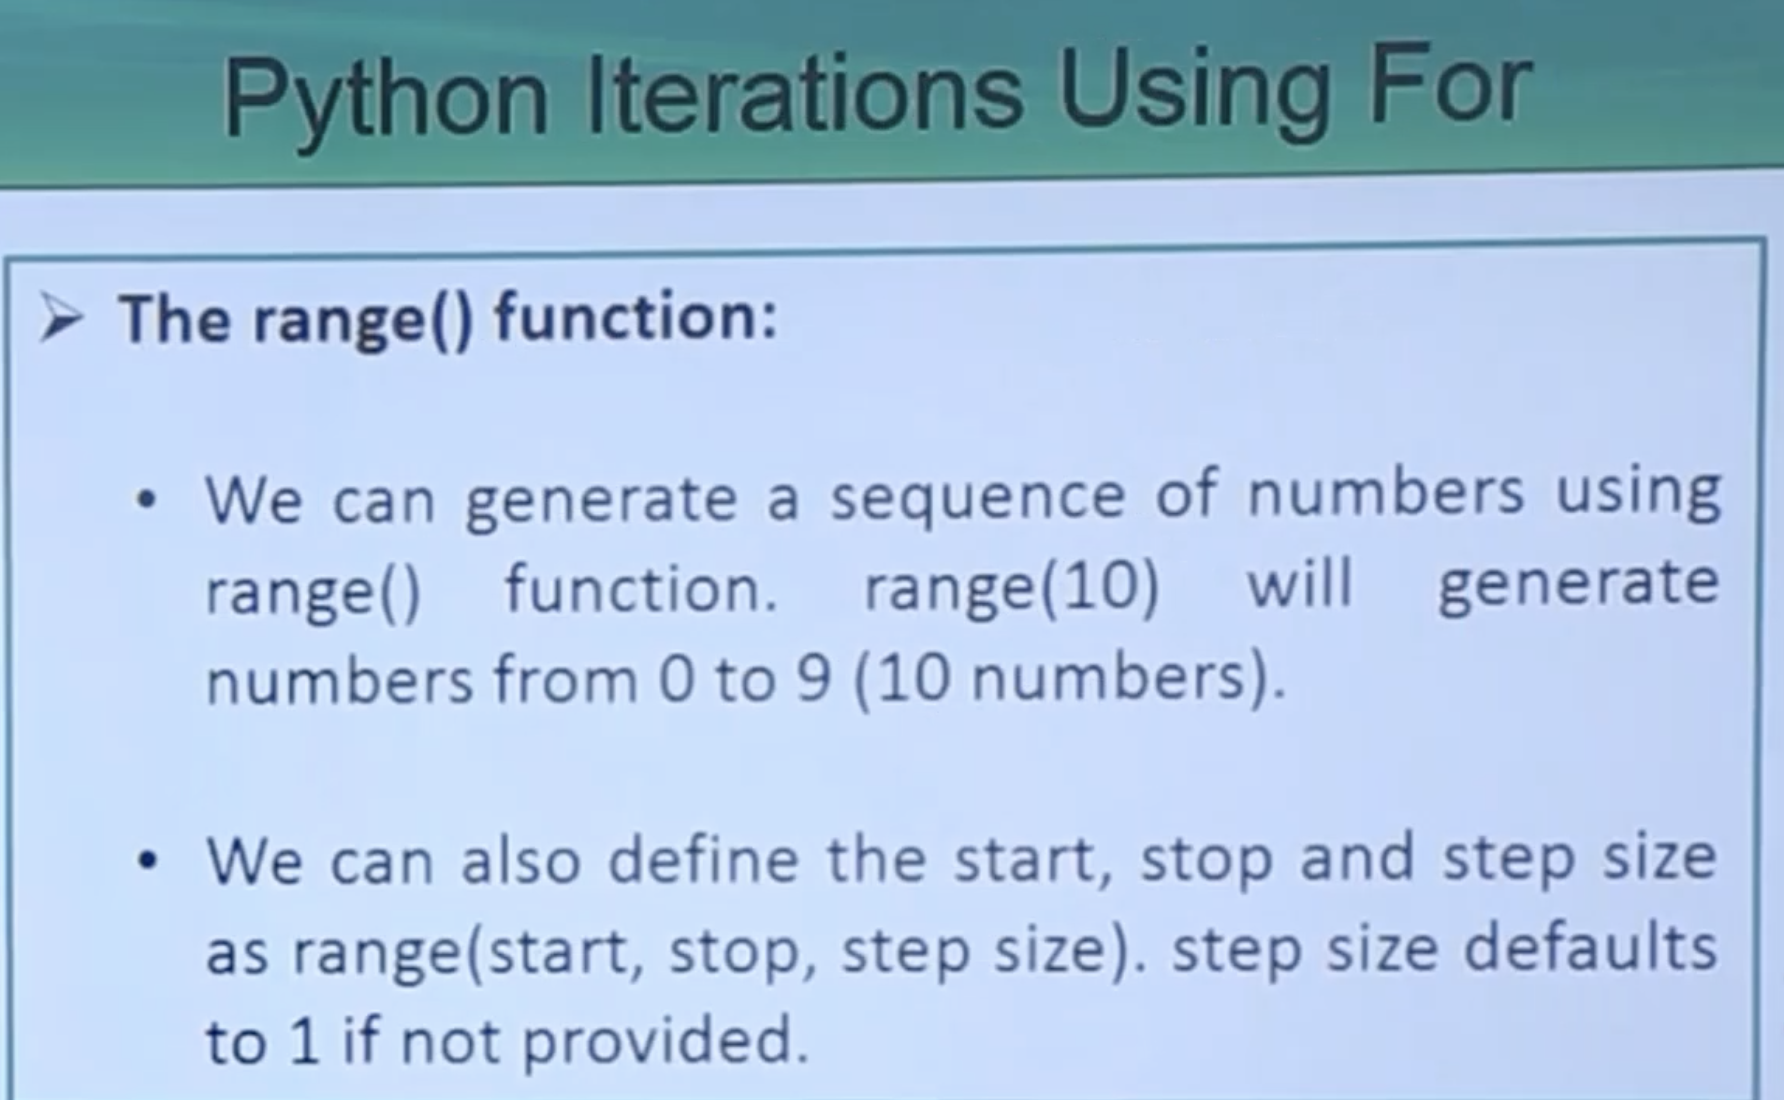 Python Iterations Using For
➢ The range() function:
• We can generate a sequence of numbers using
range() function. range(10) will generate
numbers from 0 to 9 (10 numbers).
• We can also define the start, stop and step size
as range(start, stop, step size). step size defaults
to 1 if not provided.